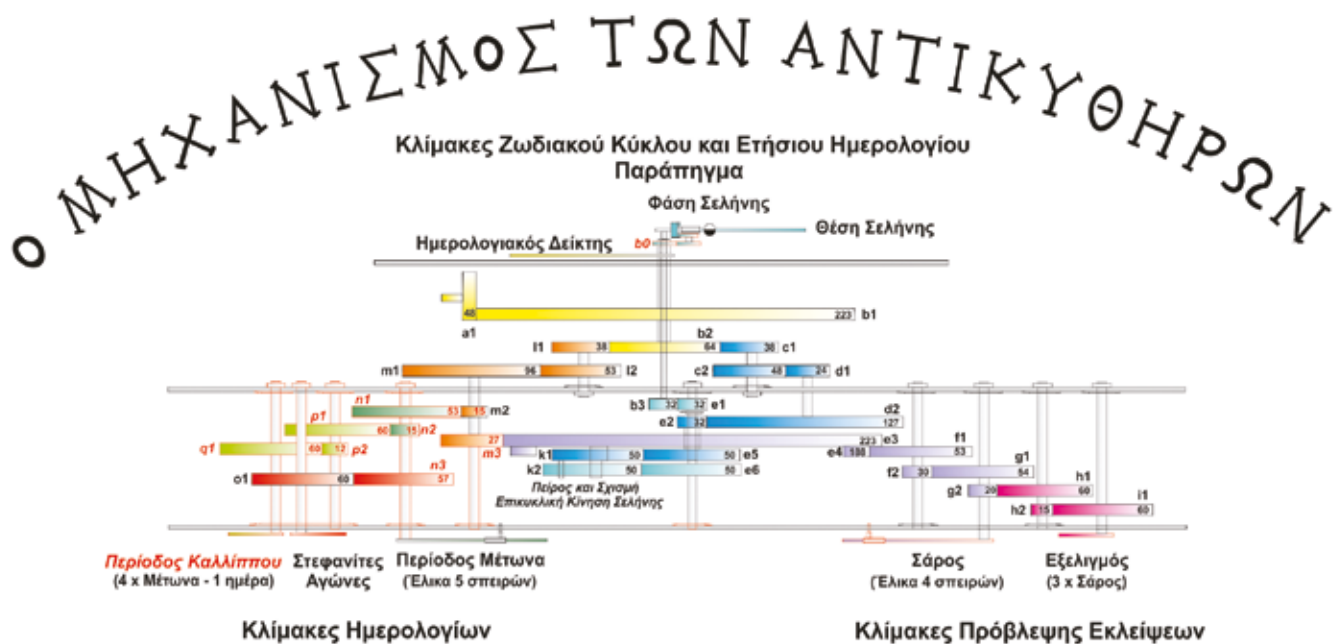 Ο ΜΗΧΑΝΙΣΜΟΣ ΤΩΝ ΑΝΤΙΚΥΘΗΡΩΝ
Κλίμακες Ζωδιακού Κύκλου και Ετήσιου Ημερολογίου
Παράπηγμα
Φάση Σελήνης
Θέση Σελήνης
Ημερολογιακός Δείκτης
b0
48 223 b1
a1 b2
l1 38 64 38 c1
m1 96 53 l2 c2 48 24 d1
b3 32 32 e1
n1 53 15 m2 d2
p1 60 15 n2 e2 32 127
27 223 e3 f1
q1 60 12 p2 m3 k1 50 50 e5 e4 188 53
n3 k2 50 50 e6 g1
o1 60 57 f2 30 54
Πείρος και Σχισμή
Επικυκλική Κίνηση Σελήνης
g2 20 60 h1
h2 15 60 i1
Περίοδος Καλλίππου
(4 x Μέτωνα - 1 ημέρα)
Στεφανίτες
Αγώνες
Περίοδος Μέτωνα
(Έλικα 5 σπειρών)
Σάρος
(Έλικα 4 σπειρών)
Εξελιγμός
(3 x Σάρος)
Κλίμακες Ημερολογίων
Κλίμακες Πρόβλεψης Εκλείψεων